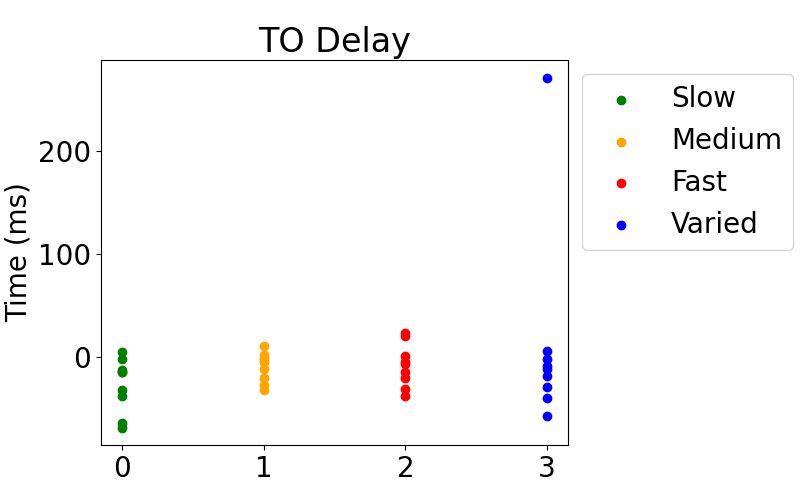 TO Delay
Time (ms)
200
100
0
0 1 2 3
Slow
Medium
Fast
Varied